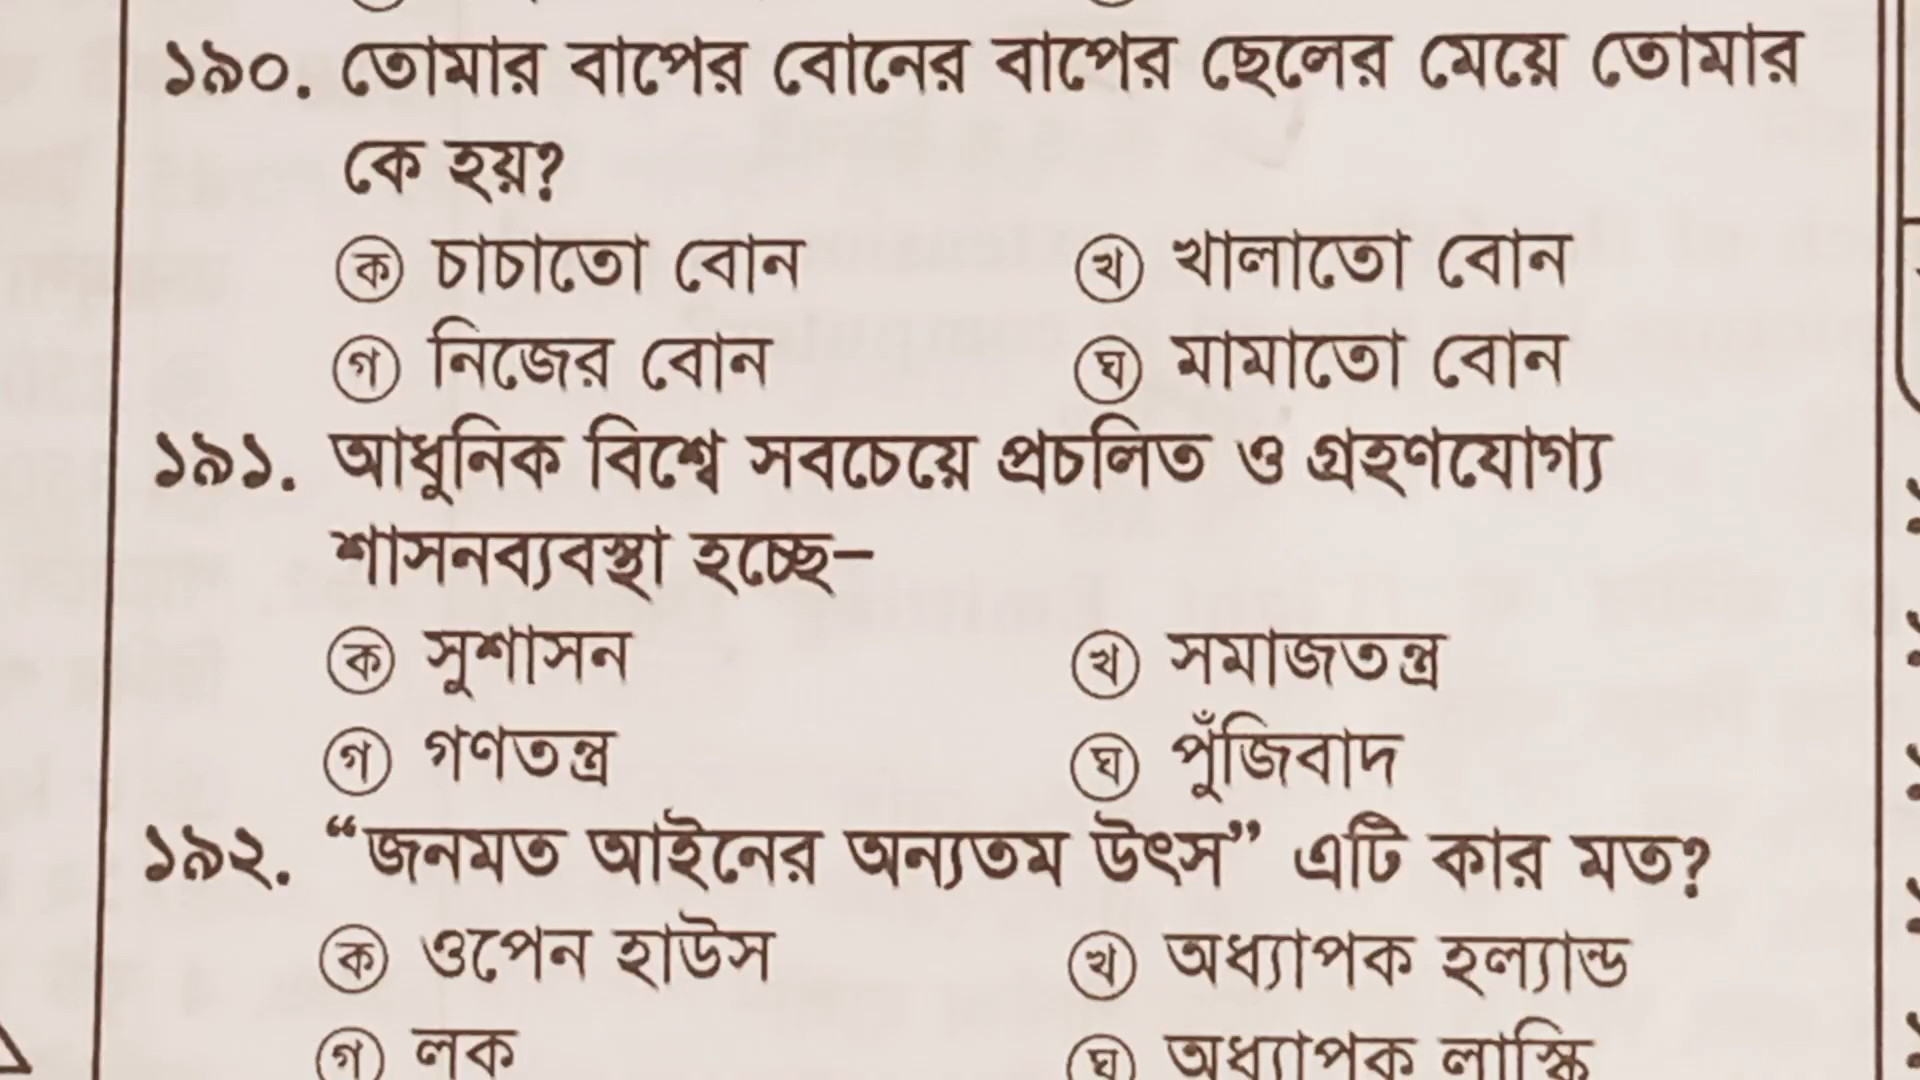 ১৯০. তোমার বাপের বোনের বাপের ছেলের মেয়ে তোমার
কে হয়?
ক চাচাতো বোন খ খালাতো বোন
গ নিজের বোন ঘ মামাতো বোন
১৯১. আধুনিক বিশ্বে সবচেয়ে প্রচলিত ও গ্রহণযোগ্য
শাসনব্যবস্থা হচ্ছে–
ক সুশাসন খ সমাজতন্ত্র
গ গণতন্ত্র ঘ পুঁজিবাদ
১৯২. “জনমত আইনের অন্যতম উৎস” এটি কার মত?
ক ওপেন হাউস খ অধ্যাপক হল্যান্ড
গ লক ঘ অধ্যাপক লাস্কি